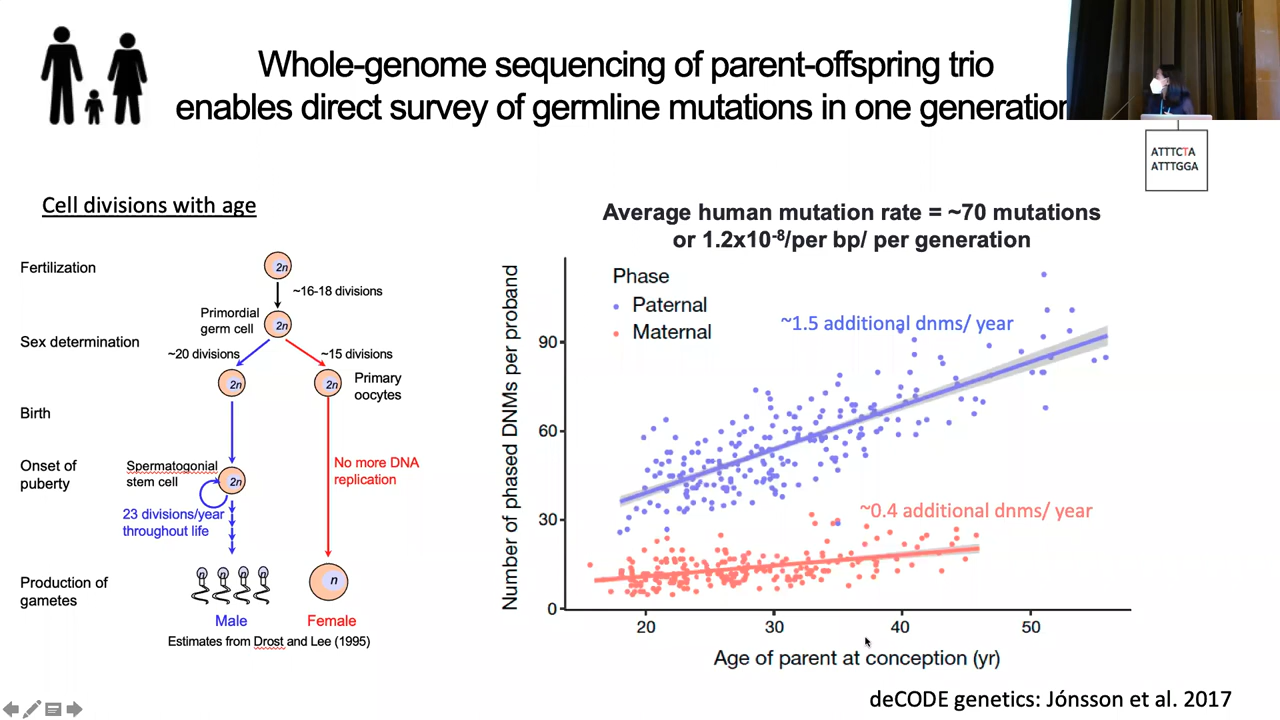 Whole-genome sequencing of parent-offspring trio
enables direct survey of germline mutations in one generation
ATTTCTA
ATTTGGA
Cell divisions with age
Fertilization
2n
~16-18 divisions
Primordial
germ cell
2n
Sex determination
~20 divisions
~15 divisions
2n
2n
Primary
oocytes
Birth
Onset of
puberty
Spermatogonial
stem cell
2n
No more DNA
replication
23 divisions/year
throughout life
Production of
gametes
n
n
n
n
n
Male
Female
Estimates from Drost and Lee (1995)
Average human mutation rate = ~70 mutations
or 1.2x10-8/per bp/ per generation
Number of phased DNMs per proband
Phase
Paternal
Maternal
~1.5 additional dnms/ year
~0.4 additional dnms/ year
90
60
30
0
20
30
40
50
Age of parent at conception (yr)
deCODE genetics: Jónsson et al. 2017